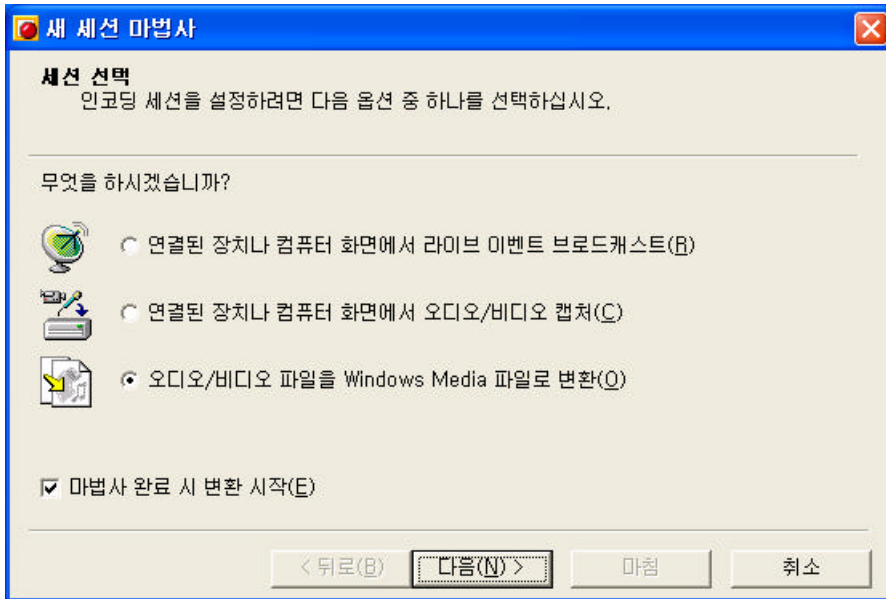 새 세션 마법사
세션 선택
인코딩 세션을 설정하려면 다음 옵션 중 하나를 선택하십시오.
무엇을 하시겠습니까?
연결된 장치나 컴퓨터 화면에서 라이브 이벤트 브로드캐스트(R)
연결된 장치나 컴퓨터 화면에서 오디오/비디오 캡처(C)
오디오/비디오 파일을 Windows Media 파일로 변환(O)
마법사 완료 시 변환 시작(E)
< 뒤로(B) 다음(N) > 마침 취소